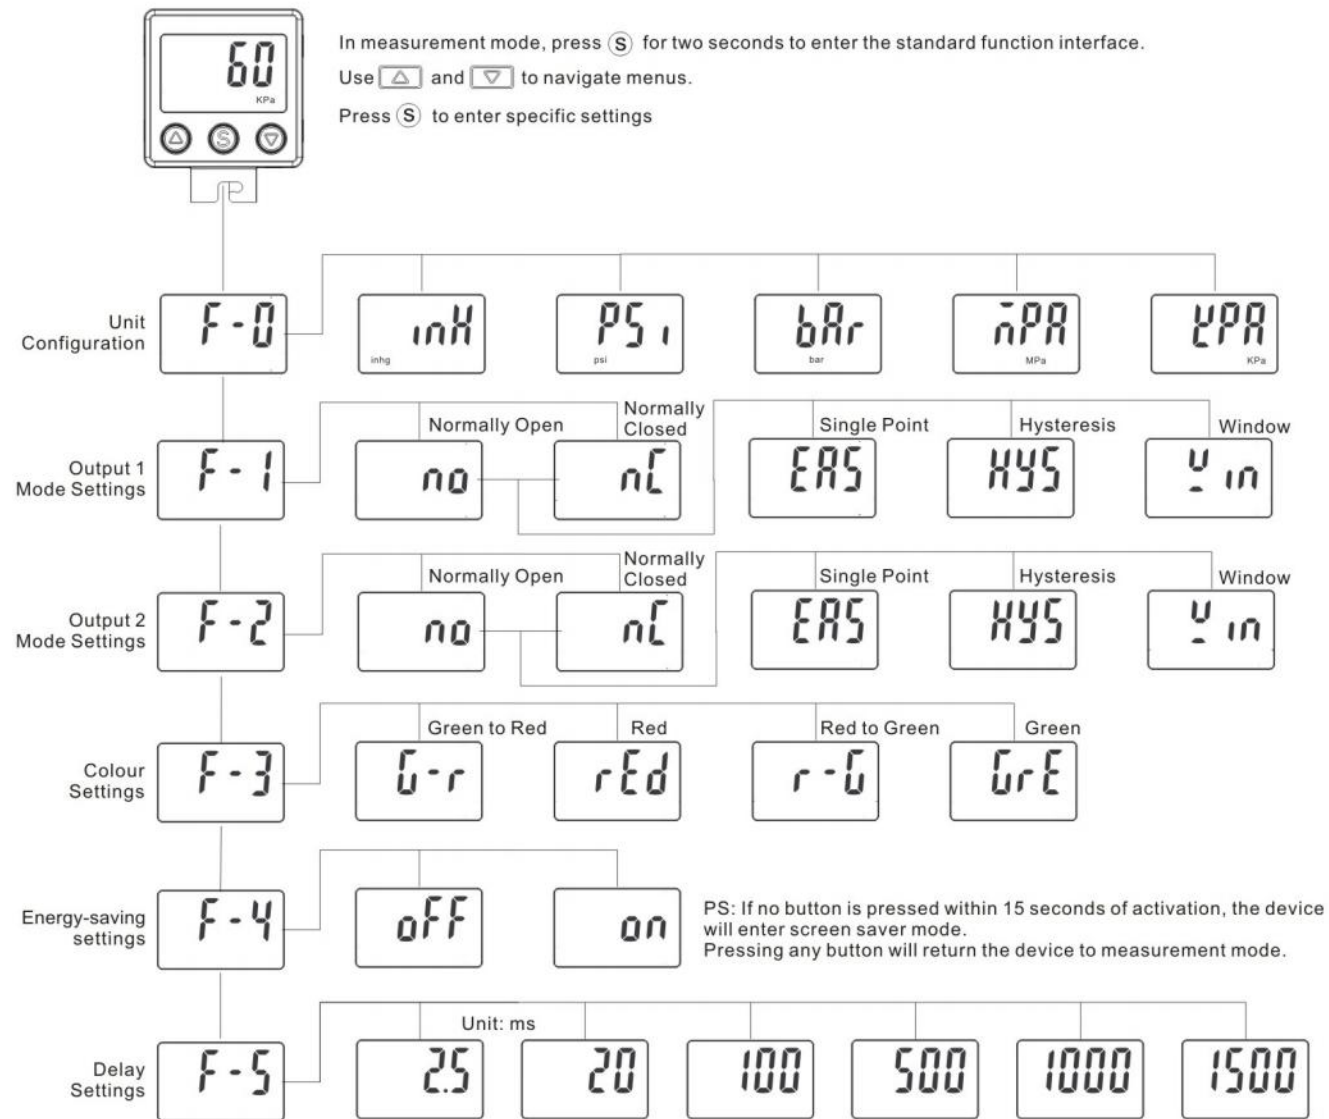 60
KPa
S
In measurement mode, press S for two seconds to enter the standard function interface.
Use and to navigate menus.
Press S to enter specific settings
Unit
Configuration
F-0
inH
inhg
PSi
psi
bAr
bar
MPA
MPa
KPA
KPa
Output 1
Mode Settings
F-1
Normally Open
no
Normally
Closed
nC
Single Point
EAS
Hysteresis
HYS
Window
Win
Output 2
Mode Settings
F-2
Normally Open
no
Normally
Closed
nC
Single Point
EAS
Hysteresis
HYS
Window
Win
Colour
Settings
F-3
Green to Red
G-r
Red
rEd
Red to Green
r-G
Green
GrE
Energy-saving
settings
F-4
oFF
on
PS: If no button is pressed within 15 seconds of activation, the device
will enter screen saver mode.
Pressing any button will return the device to measurement mode.
Delay
Settings
F-5
Unit: ms
2.5
20
100
500
1000
1500